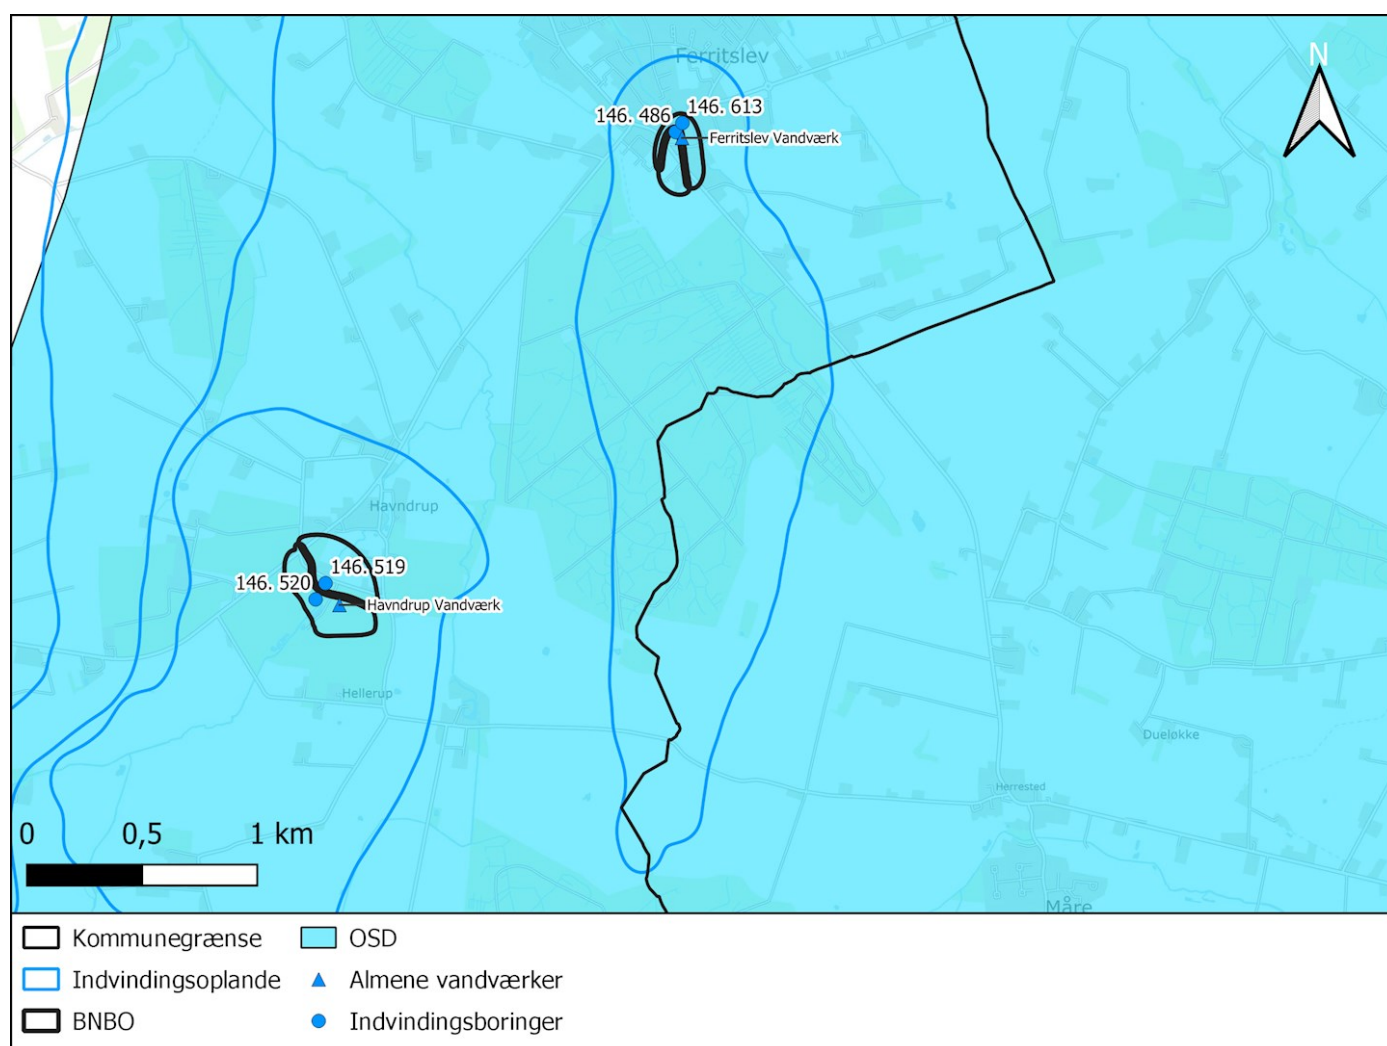 Ferritslev
N
146. 613
146. 486
Ferritslev Vandværk
Havndrup
146. 519
146. 520
Havndrup Vandværk
Hellerup
Dueløkke
Herrested
Måre
0 0,5 1 km
Kommunegrænse OSD
Indvindingsoplande Almene vandværker
BNBO Indvindingsboringer